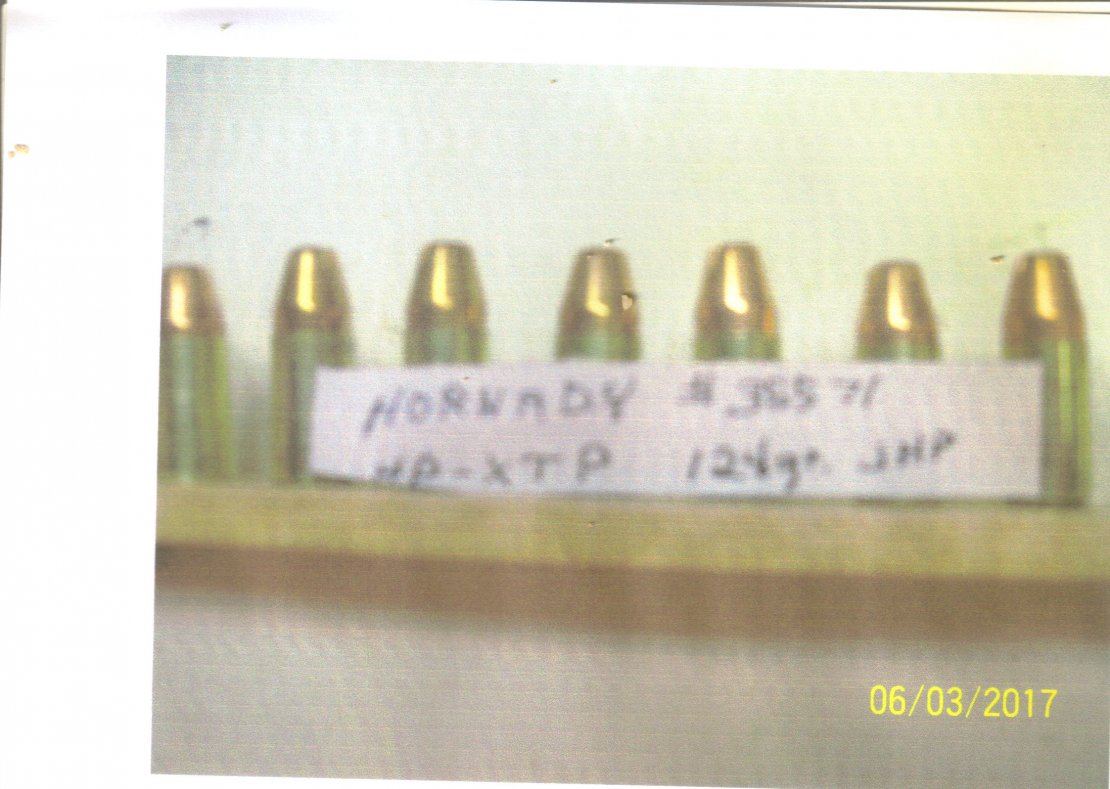 HORNADY # 35571
HP-XTP 124gr. JHP
06/03/2017